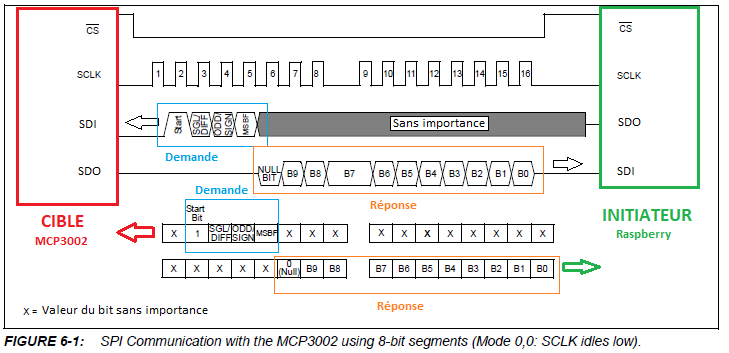 CS CS
SCLK 1 2 3 4 5 6 7 8 9 10 11 12 13 14 15 16 SCLK
SDI Start SGL/ DIFF ODD/ SIGN MSBF Sans importance SDO
Demande
SDO NULL BIT B9 B8 B7 B6 B5 B4 B3 B2 B1 B0 SDI
Demande
Réponse
CIBLE
MCP3002
INITIATEUR
Raspberry
Start
Bit
X 1 SGL/ DIFF ODD/ SIGN MSBF X X X X X X X X X X X
X X X X X 0 (Null) B9 B8 B7 B6 B5 B4 B3 B2 B1 B0
Réponse
X = Valeur du bit sans importance
FIGURE 6-1: SPI Communication with the MCP3002 using 8-bit segments (Mode 0,0: SCLK idles low).